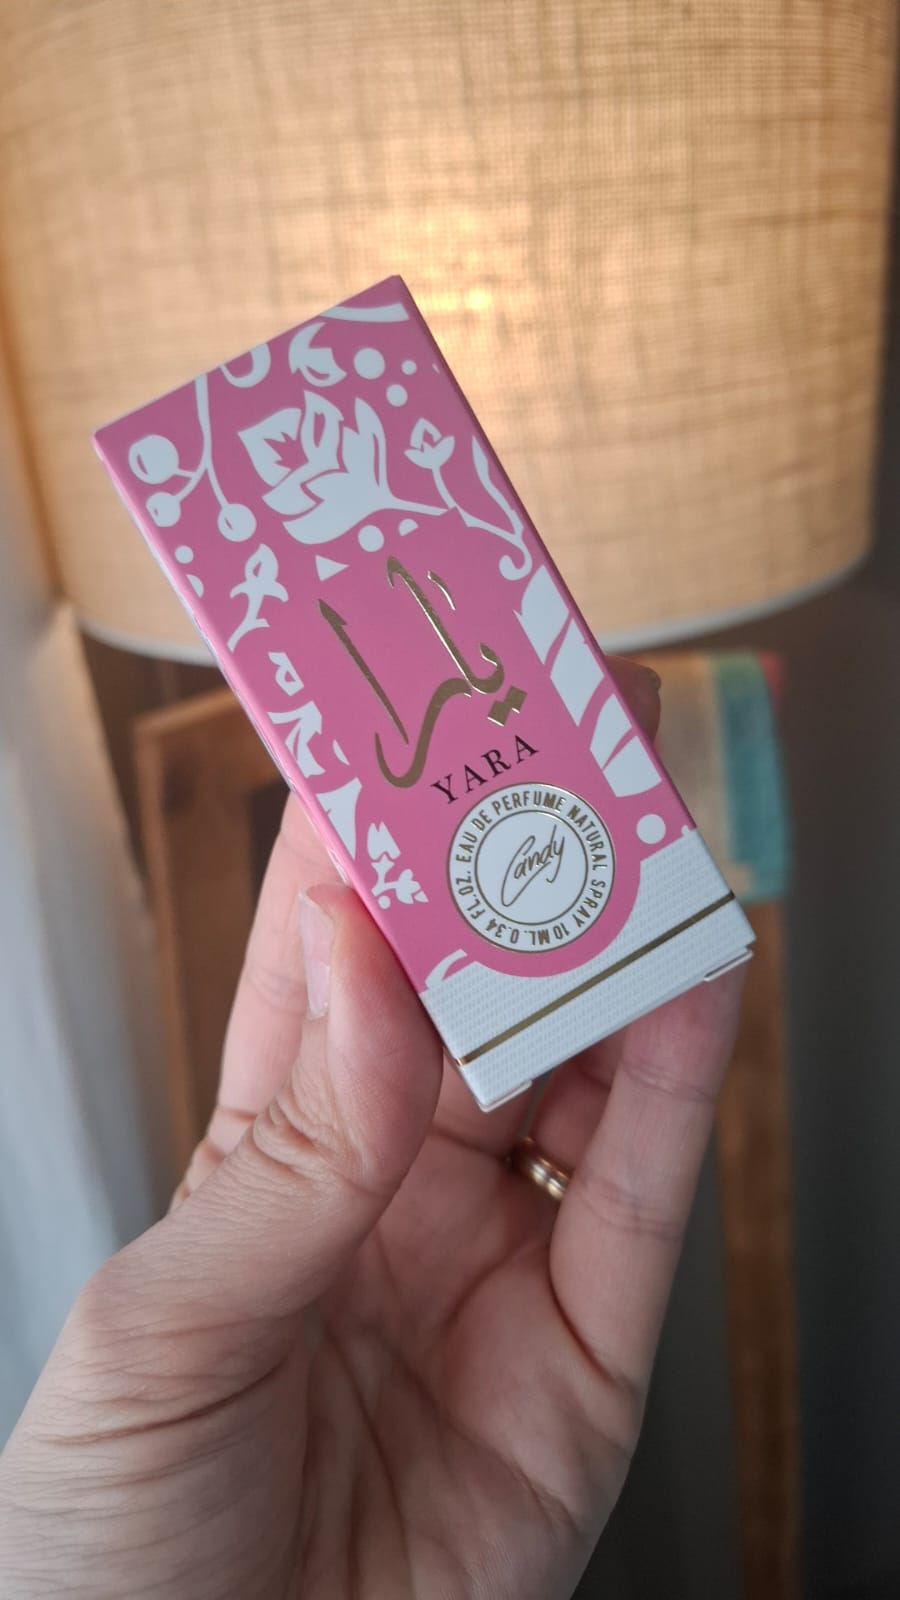 يارا
YARA
EAU DE PERFUME NATURAL SPRAY 10 ML. 0.34 FL.OZ.
Candy